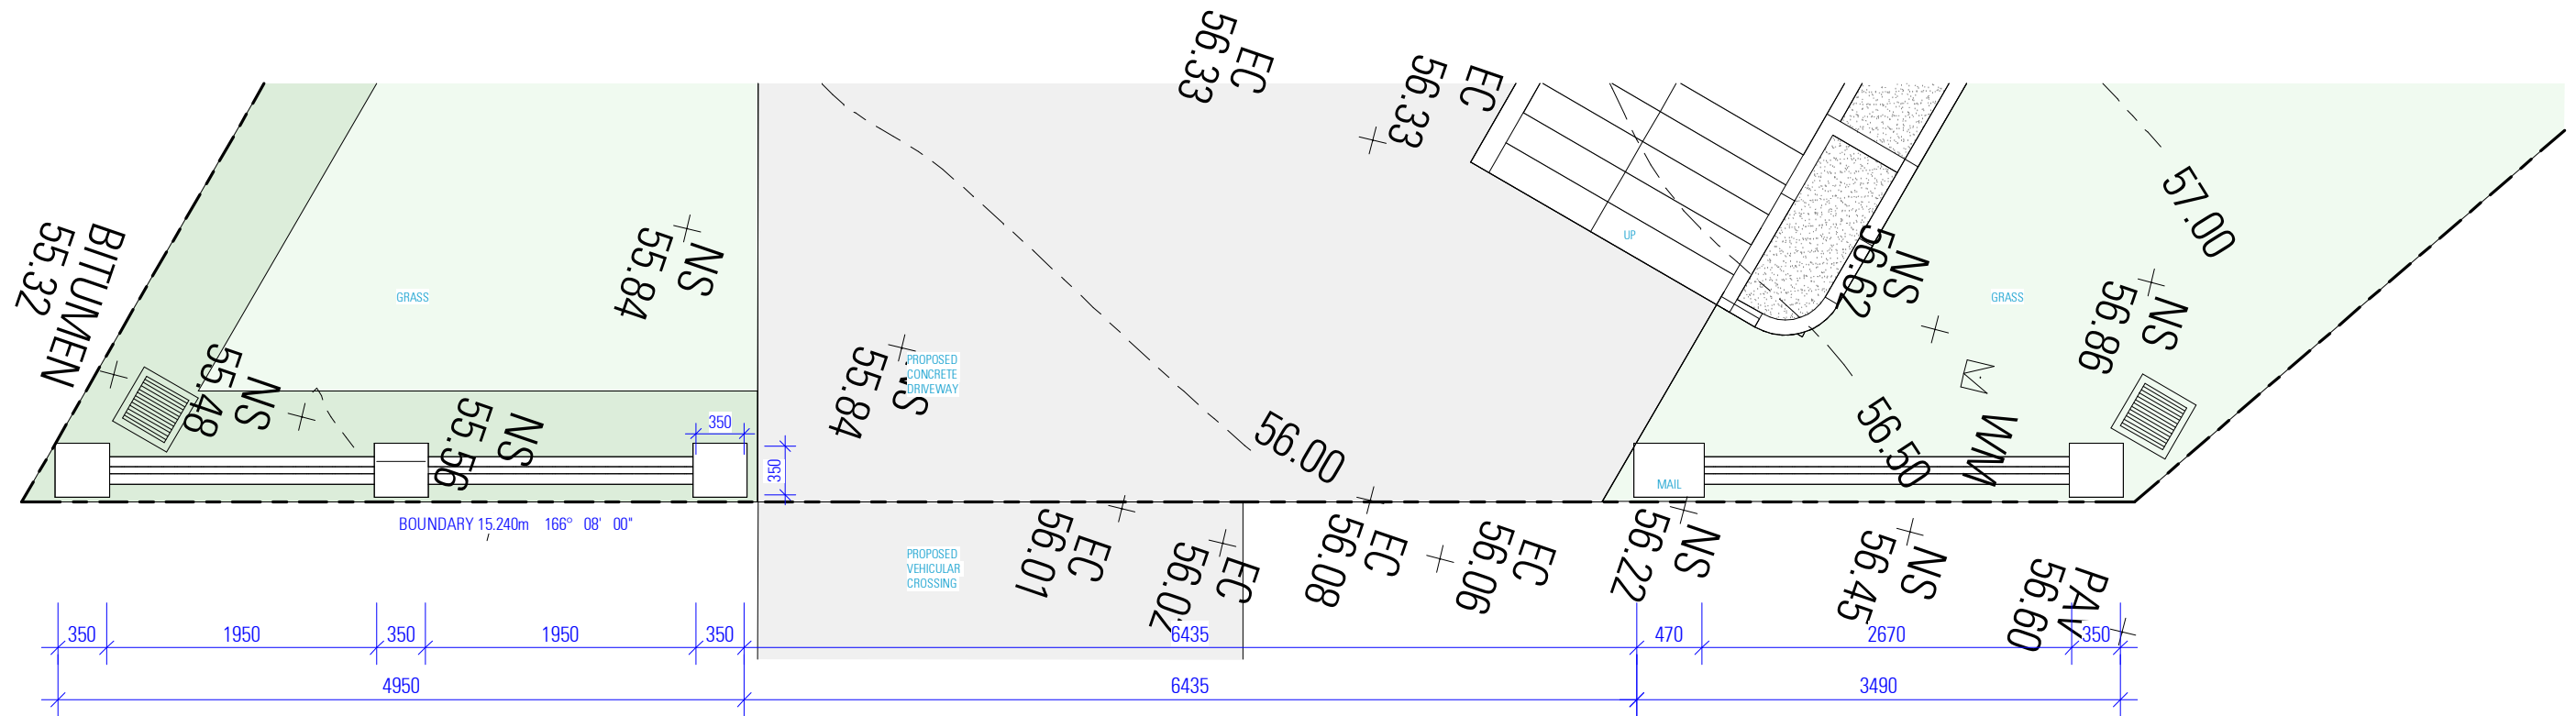 EC
56.33
EC
56.33
BITUMEN
55.32
GRASS
NS
55.84
UP
NS
56.62
GRASS
57.00
NS
56.86
NS
55.48
NS
55.56
350
350
NS
55.84
PROPOSED
CONCRETE
DRIVEWAY
56.00
56.50
WM
MAIL
BOUNDARY 15.240m 166° 08' 00"
PROPOSED
VEHICULAR
CROSSING
EC
56.01
EC
56.02
EC
56.08
EC
56.06
NS
56.22
NS
56.45
PAV
56.60
350
1950
350
1950
350
6435
470
2670
350
4950
6435
3490